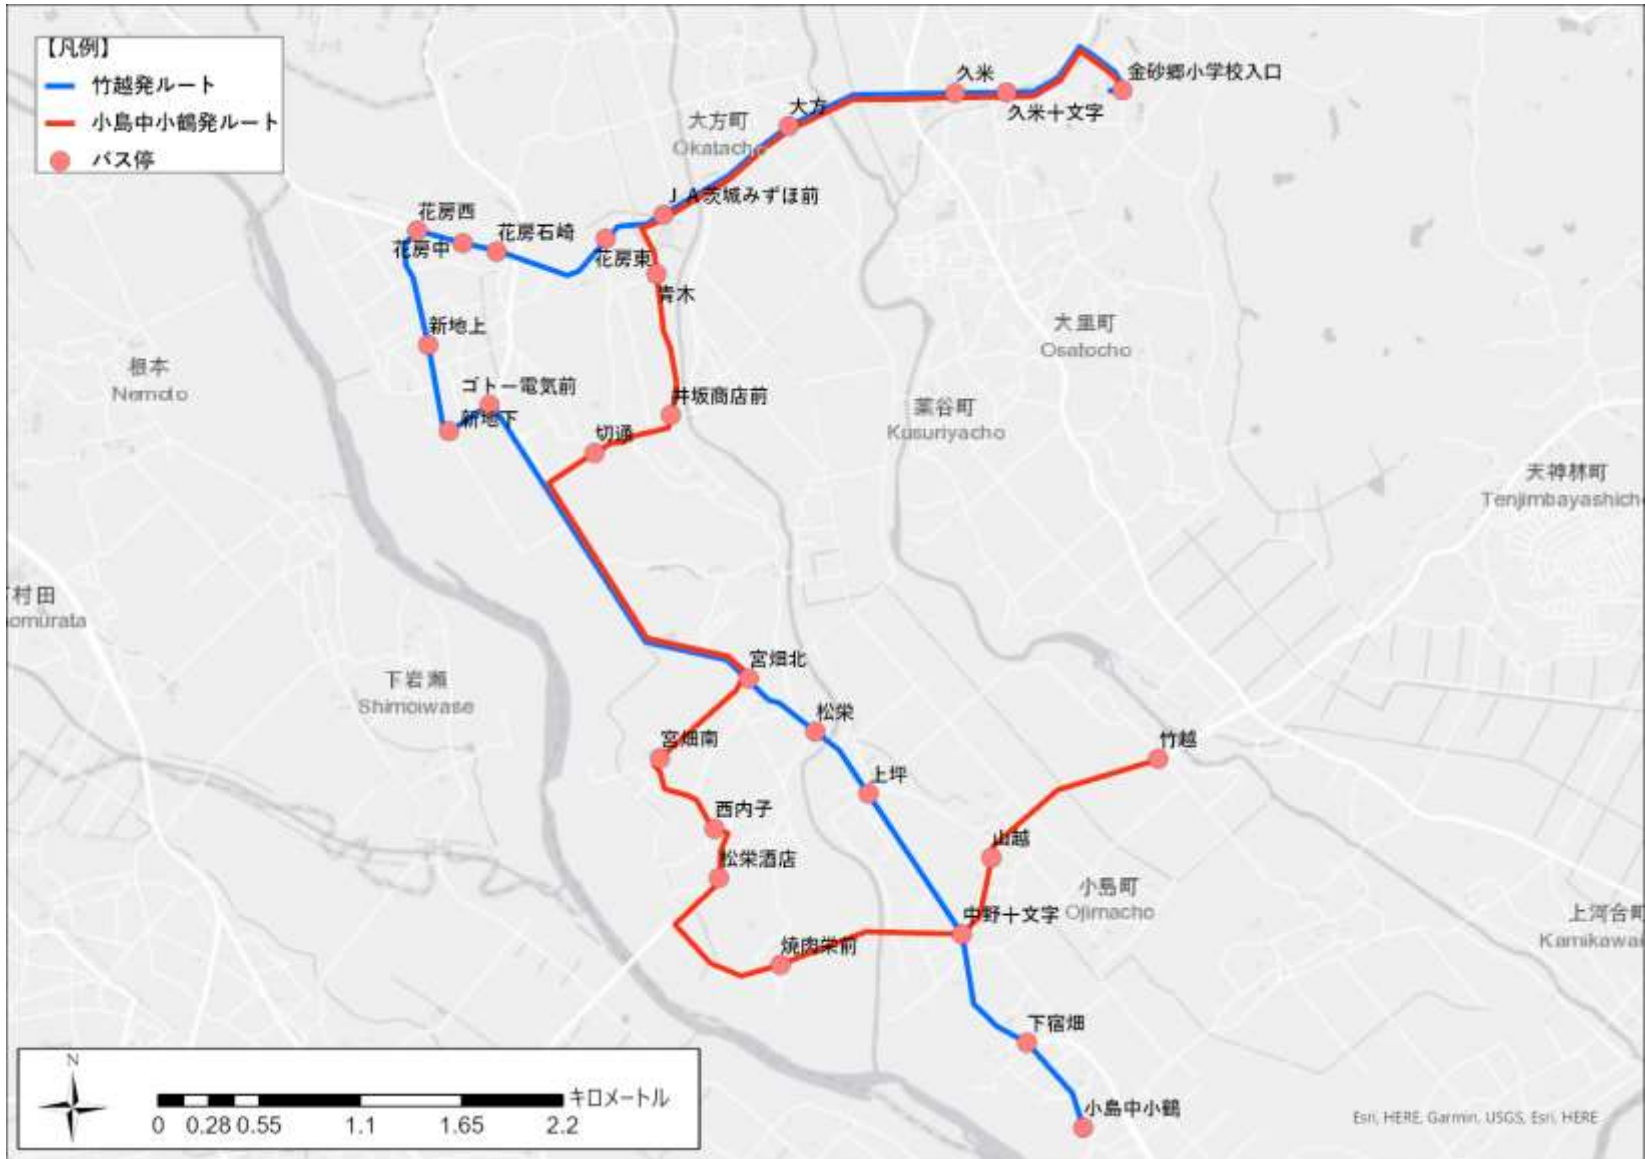 【凡例】
竹越発ルート
小島中小鶴発ルート
バス停
久米
金砂郷小学校入口
大方
久米十文字
大方町
Okatacho
JA茨城みずほ前
花房西
花房石崎
花房中
花房東
青木
新地上
大里町
Osatocho
根本
Nemoto
ゴトー電気前
井坂商店前
新地下
切通
薬谷町
Kusuriyacho
天神林町
Tenjimbayashich
村田
omurata
下岩瀬
Shimoiwase
宮畑北
松栄
宮畑南
竹越
上坪
西内子
山越
松栄酒店
小島町
Ojimacho
中野十文字
上河合町
Kamikawai
焼肉栄前
下宿畑
小島中小鶴
N
キロメートル
0 0.28 0.55 1.1 1.65 2.2
Esri, HERE, Garmin, USGS, Esri, HERE